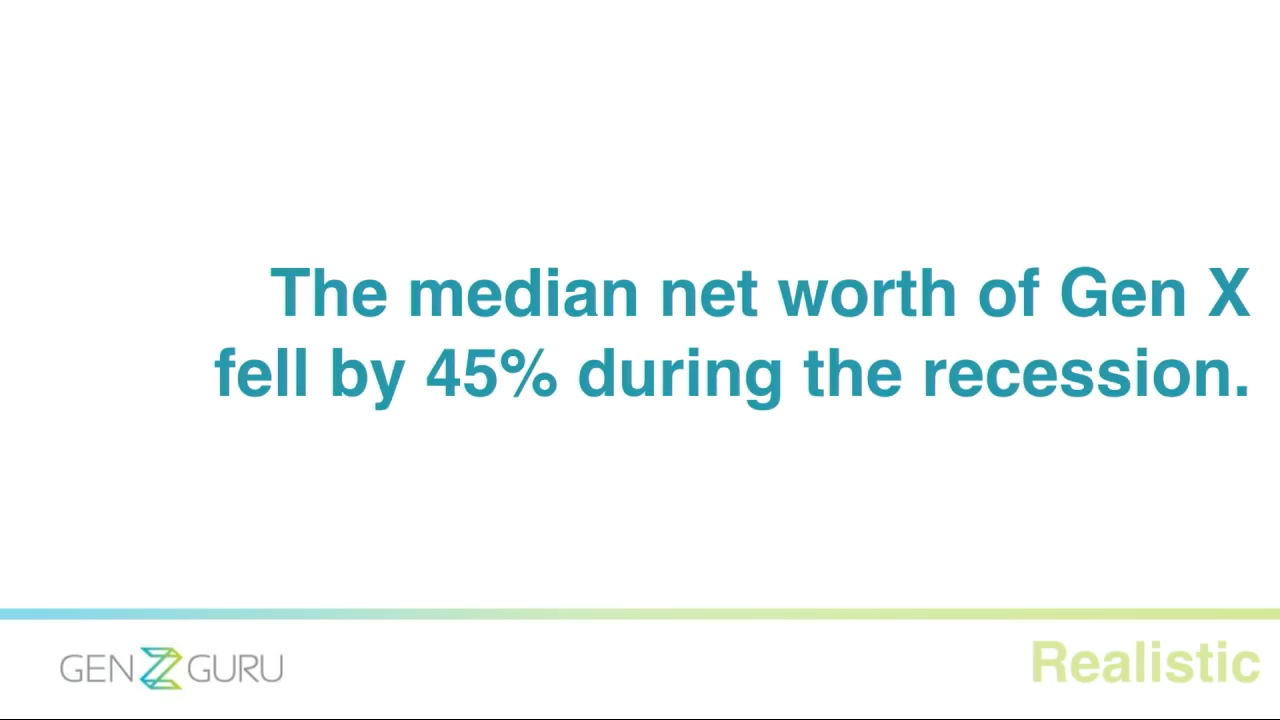 The median net worth of Gen X
fell by 45% during the recession.
GEN Z GURU
Realistic